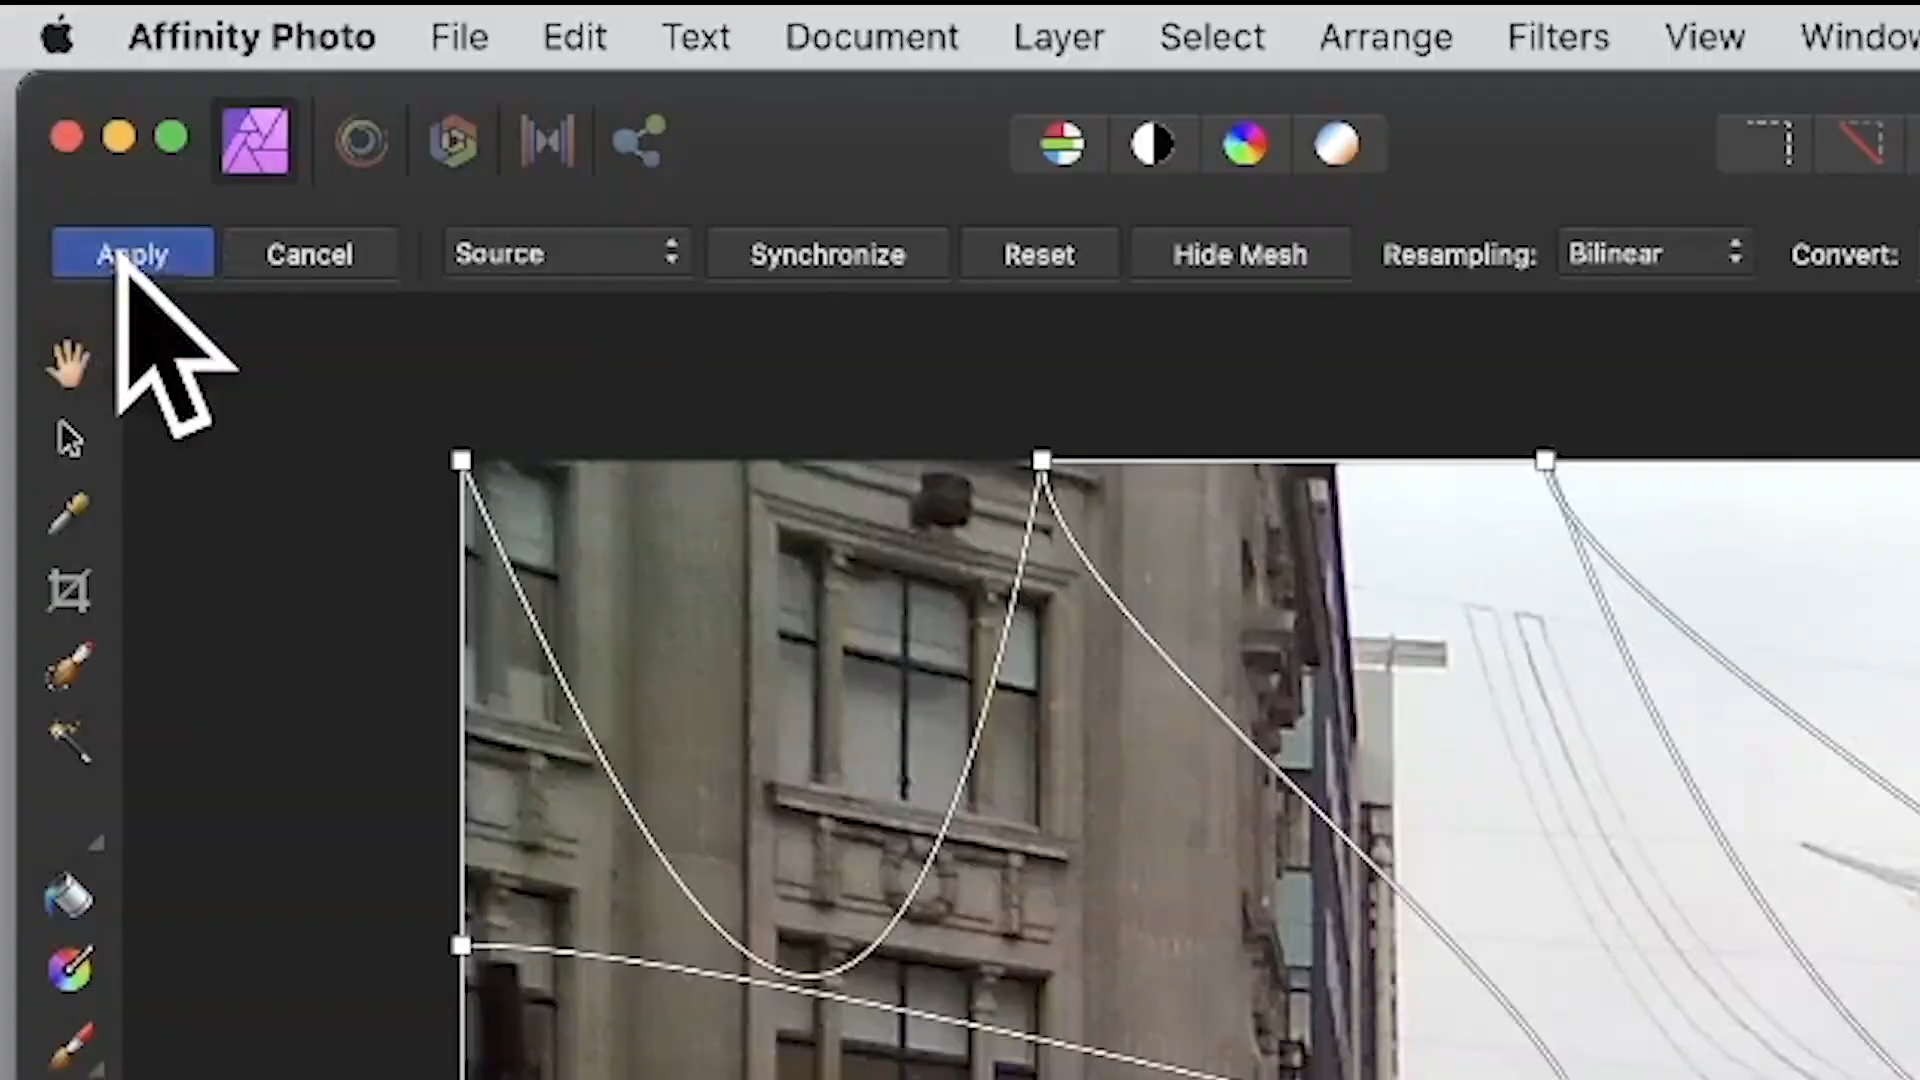 Affinity Photo File Edit Text Document Layer Select Arrange Filters View Window
Apply Cancel Source Synchronize Reset Hide Mesh Resampling: Bilinear Convert: